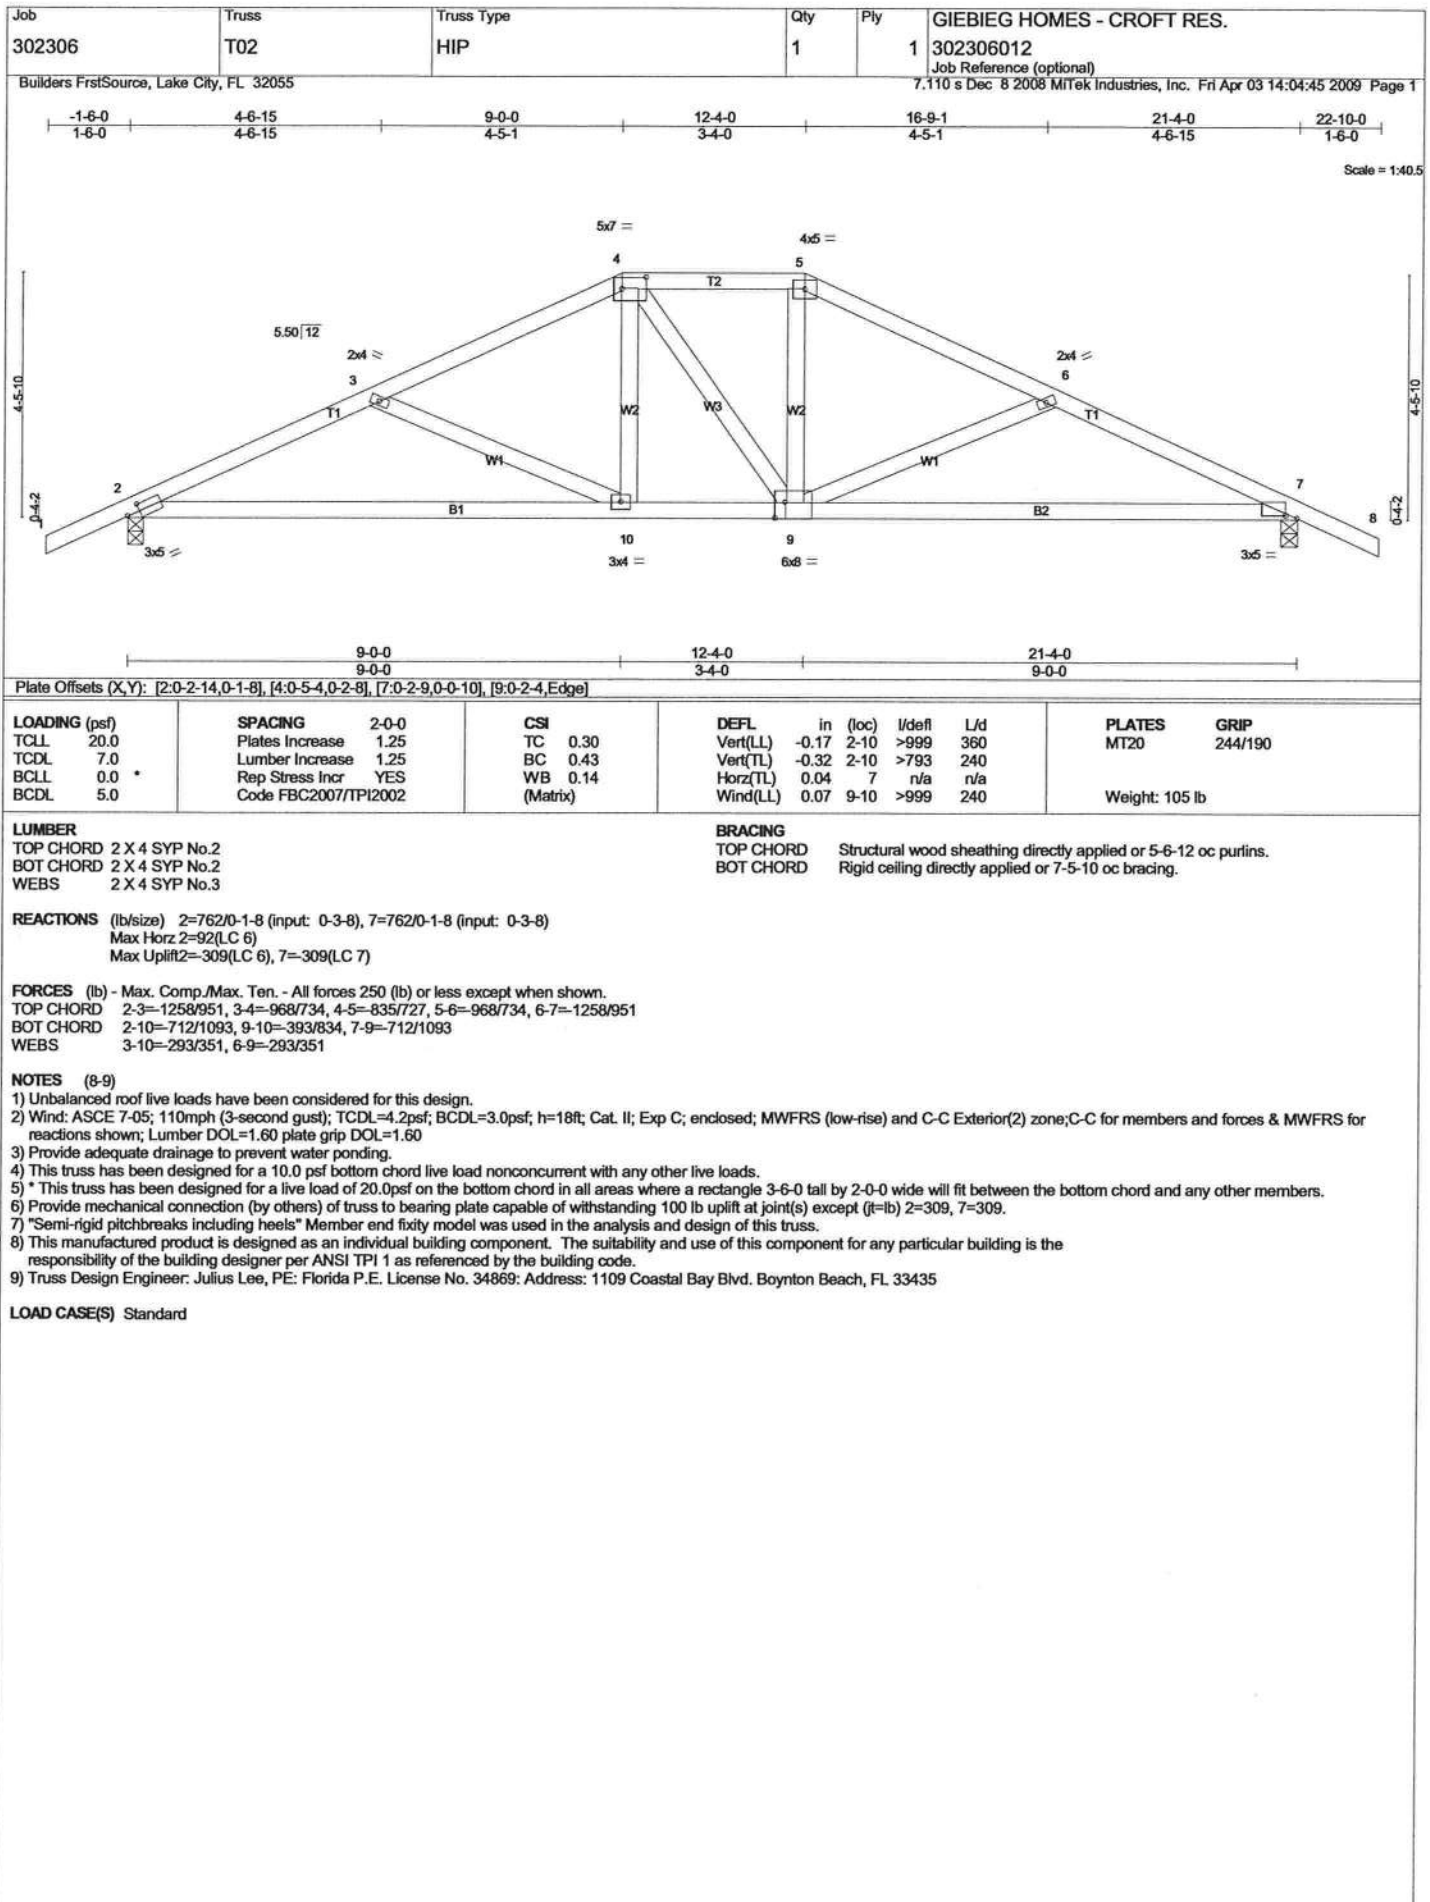 Job Truss Truss Type Qty Ply GIEBIEG HOMES - CROFT RES.
302306 T02 HIP 1 1 302306012
Job Reference (optional)
Builders FrstSource, Lake City, FL 32055 7.110 s Dec 8 2008 MiTek Industries, Inc. Fri Apr 03 14:04:45 2009 Page 1
-1-6-0 4-6-15 9-0-0 12-4-0 16-9-1 21-4-0 22-10-0
1-6-0 4-6-15 4-5-1 3-4-0 4-5-1 4-6-15 1-6-0
Scale = 1:40.5
5x7 =
4x5 =
4 5
T2
5.50 12
2x4 2x4
3 6
4-5-10 4-5-10
T1 W2 W3 W2 T1
W1 W1
2 7
0-4-2 B1 B2 8 0-4-2
3x5 10 9 3x5 =
3x4 = 6x8 =
9-0-0 12-4-0 21-4-0
9-0-0 3-4-0 9-0-0
Plate Offsets (X,Y): [2:0-2-14,0-1-8], [4:0-5-4,0-2-8], [7:0-2-9,0-0-10], [9:0-2-4,Edge]
LOADING (psf) SPACING 2-0-0 CSI DEFL in (loc) l/defl L/d PLATES GRIP
TCLL 20.0 Plates Increase 1.25 TC 0.30 Vert(LL) -0.17 2-10 >999 360 MT20 244/190
TCDL 7.0 Lumber Increase 1.25 BC 0.43 Vert(TL) -0.32 2-10 >793 240
BCLL 0.0 * Rep Stress Incr YES WB 0.14 Horz(TL) 0.04 7 n/a n/a
BCDL 5.0 Code FBC2007/TPI2002 (Matrix) Wind(LL) 0.07 9-10 >999 240 Weight: 105 lb
LUMBER BRACING
TOP CHORD 2 X 4 SYP No.2 TOP CHORD Structural wood sheathing directly applied or 5-6-12 oc purlins.
BOT CHORD 2 X 4 SYP No.2 BOT CHORD Rigid ceiling directly applied or 7-5-10 oc bracing.
WEBS 2 X 4 SYP No.3
REACTIONS (lb/size) 2=762/0-1-8 (input: 0-3-8), 7=762/0-1-8 (input: 0-3-8)
Max Horz 2=92(LC 6)
Max Uplift2=-309(LC 6), 7=-309(LC 7)
FORCES (lb) - Max. Comp./Max. Ten. - All forces 250 (lb) or less except when shown.
TOP CHORD 2-3=-1258/951, 3-4=-968/734, 4-5=-835/727, 5-6=-968/734, 6-7=-1258/951
BOT CHORD 2-10=-712/1093, 9-10=-393/834, 7-9=-712/1093
WEBS 3-10=-293/351, 6-9=-293/351
NOTES (8-9)
1) Unbalanced roof live loads have been considered for this design.
2) Wind: ASCE 7-05; 110mph (3-second gust); TCDL=4.2psf; BCDL=3.0psf; h=18ft; Cat. II; Exp C; enclosed; MWFRS (low-rise) and C-C Exterior(2) zone;C-C for members and forces & MWFRS for
reactions shown; Lumber DOL=1.60 plate grip DOL=1.60
3) Provide adequate drainage to prevent water ponding.
4) This truss has been designed for a 10.0 psf bottom chord live load nonconcurrent with any other live loads.
5) * This truss has been designed for a live load of 20.0psf on the bottom chord in all areas where a rectangle 3-6-0 tall by 2-0-0 wide will fit between the bottom chord and any other members.
6) Provide mechanical connection (by others) of truss to bearing plate capable of withstanding 100 lb uplift at joint(s) except (jt=lb) 2=309, 7=309.
7) "Semi-rigid pitchbreaks including heels" Member end fixity model was used in the analysis and design of this truss.
8) This manufactured product is designed as an individual building component. The suitability and use of this component for any particular building is the
responsibility of the building designer per ANSI TPI 1 as referenced by the building code.
9) Truss Design Engineer: Julius Lee, PE: Florida P.E. License No. 34869: Address: 1109 Coastal Bay Blvd. Boynton Beach, FL 33435
LOAD CASE(S) Standard